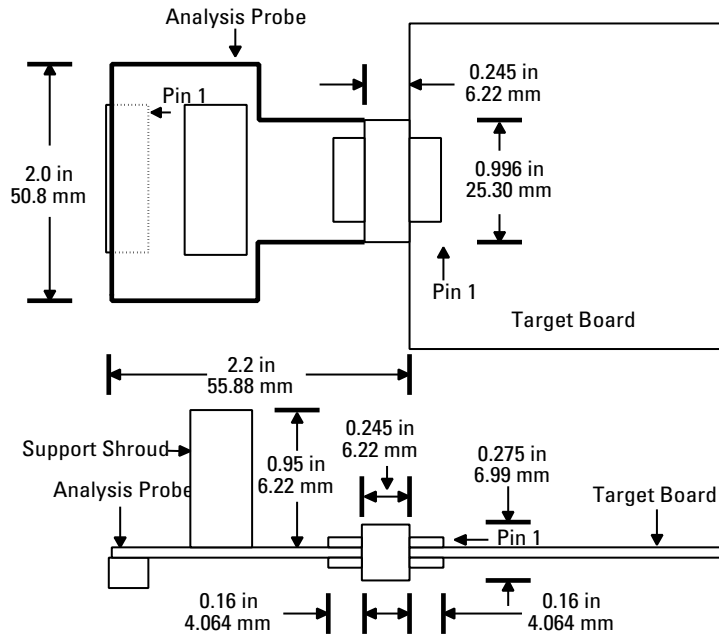 Analysis Probe
Pin 1
0.245 in
6.22 mm
2.0 in
50.8 mm
0.996 in
25.30 mm
Pin 1
Target Board
2.2 in
55.88 mm
Support Shroud
0.95 in
6.22 mm
0.245 in
6.22 mm
0.275 in
6.99 mm
Analysis Probe
Target Board
Pin 1
0.16 in
4.064 mm
0.16 in
4.064 mm